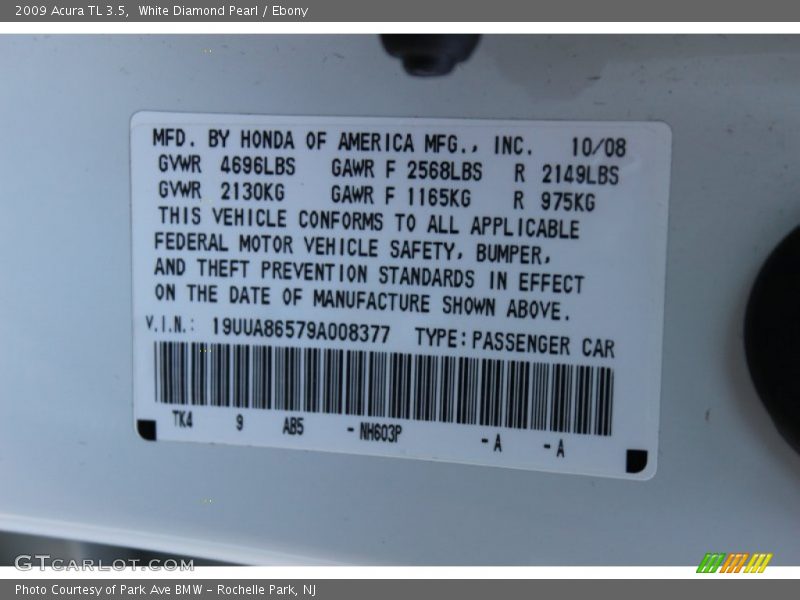 2009 Acura TL 3.5,  White Diamond Pearl / Ebony
MFD. BY HONDA OF AMERICA MFG., INC. 10/08
GVWR 4696LBS GAWR F 2568LBS R 2149LBS
GVWR 2130KG GAWR F 1165KG R 975KG
THIS VEHICLE CONFORMS TO ALL APPLICABLE
FEDERAL MOTOR VEHICLE SAFETY, BUMPER,
AND THEFT PREVENTION STANDARDS IN EFFECT
ON THE DATE OF MANUFACTURE SHOWN ABOVE.
V.I.N.: 19UUA86579A008377 TYPE: PASSENGER CAR
TK4 9 AB5 - NH603P - A - A
GTCarLot.com
Photo Courtesy of Park Ave BMW - Rochelle Park, NJ